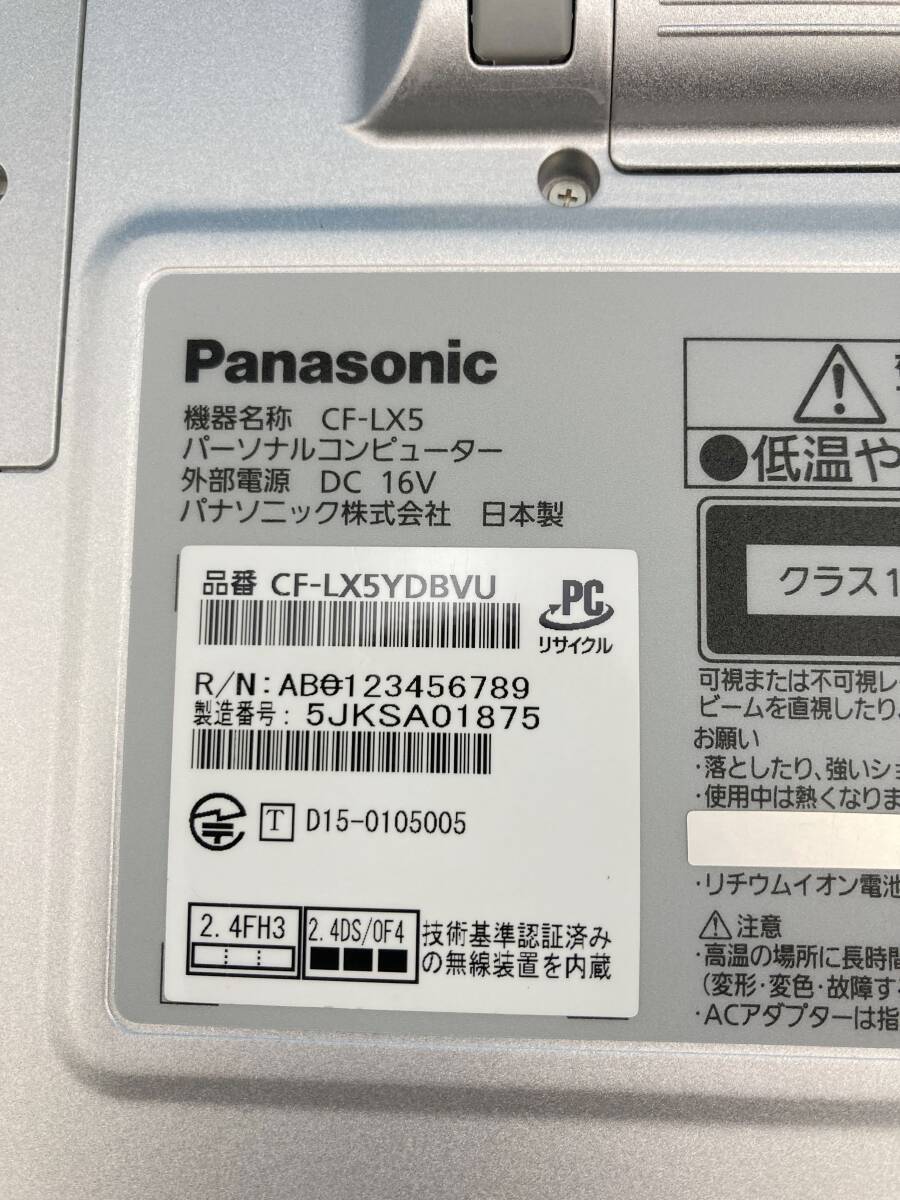 Panasonic
機器名称 CF-LX5
パーソナルコンピューター
外部電源 DC 16V
パナソニック株式会社 日本製
品番 CF-LX5YDBVU
PC
リサイクル
R/N: AB0123456789
製造番号: 5JKSA01875
T D15-0105005
2.4FH3
2.4DS/OF4
技術基準認証済み
の無線装置を内蔵
●低温や
クラス1
可視または不可視レ
ビームを直視したり、
お願い
・落としたり、強いショ
・使用中は熱くなりま
・リチウムイオン電池
注意
・高温の場所に長時間
(変形・変色・故障す
・ACアダプターは指